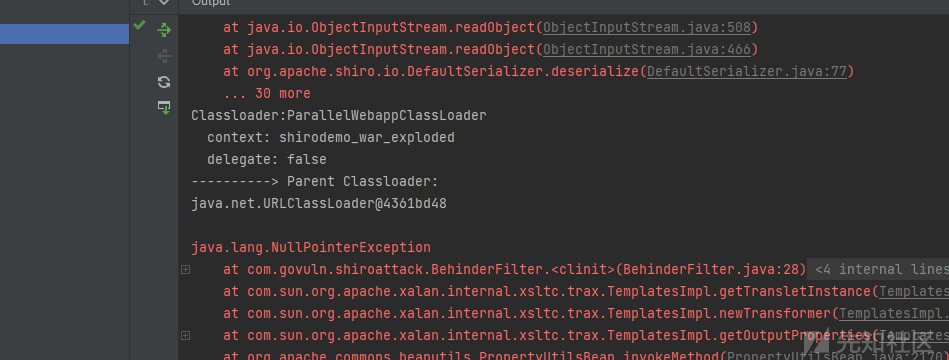 Output
at java.io.ObjectInputStream.readObject(ObjectInputStream.java:508)
at java.io.ObjectInputStream.readObject(ObjectInputStream.java:466)
at org.apache.shiro.io.DefaultSerializer.deserialize(DefaultSerializer.java:77)
... 30 more
Classloader:ParallelWebappClassLoader
context: shirodemo_war_exploded
delegate: false
----------> Parent Classloader:
java.net.URLClassLoader@4361bd48
java.lang.NullPointerException
at com.govuln.shiroattack.BehinderFilter.<clinit>(BehinderFilter.java:28) <4 internal lines
at com.sun.org.apache.xalan.internal.xsltc.trax.TemplatesImpl.getTransletInstance(Templates
at com.sun.org.apache.xalan.internal.xsltc.trax.TemplatesImpl.newTransformer(TemplatesImpl.
at com.sun.org.apache.xalan.internal.xsltc.trax.TemplatesImpl.getOutputProperties(Templates
at org.apache.commons.beanutils.PropertyUtilsBean.invokeMethod(PropertyUtilsBean.java:2170)
先知社区